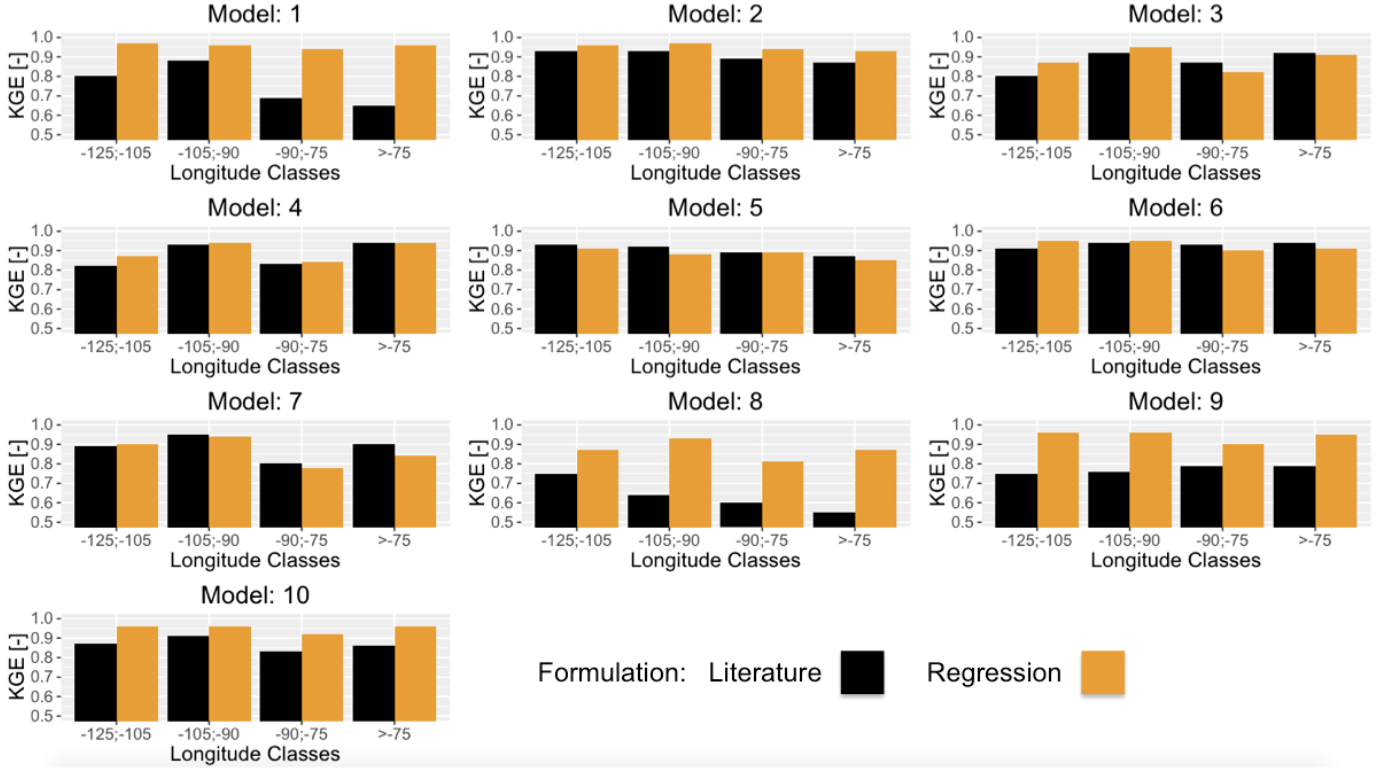 Model: 1
KGE [-]
1.0
0.9
0.8
0.7
0.6
0.5
-125;-105 -105;-90 -90;-75 >-75
Longitude Classes
Model: 2
KGE [-]
1.0
0.9
0.8
0.7
0.6
0.5
-125;-105 -105;-90 -90;-75 >-75
Longitude Classes
Model: 3
KGE [-]
1.0
0.9
0.8
0.7
0.6
0.5
-125;-105 -105;-90 -90;-75 >-75
Longitude Classes
Model: 4
KGE [-]
1.0
0.9
0.8
0.7
0.6
0.5
-125;-105 -105;-90 -90;-75 >-75
Longitude Classes
Model: 5
KGE [-]
1.0
0.9
0.8
0.7
0.6
0.5
-125;-105 -105;-90 -90;-75 >-75
Longitude Classes
Model: 6
KGE [-]
1.0
0.9
0.8
0.7
0.6
0.5
-125;-105 -105;-90 -90;-75 >-75
Longitude Classes
Model: 7
KGE [-]
1.0
0.9
0.8
0.7
0.6
0.5
-125;-105 -105;-90 -90;-75 >-75
Longitude Classes
Model: 8
KGE [-]
1.0
0.9
0.8
0.7
0.6
0.5
-125;-105 -105;-90 -90;-75 >-75
Longitude Classes
Model: 9
KGE [-]
1.0
0.9
0.8
0.7
0.6
0.5
-125;-105 -105;-90 -90;-75 >-75
Longitude Classes
Model: 10
KGE [-]
1.0
0.9
0.8
0.7
0.6
0.5
-125;-105 -105;-90 -90;-75 >-75
Longitude Classes
Formulation: Literature Regression